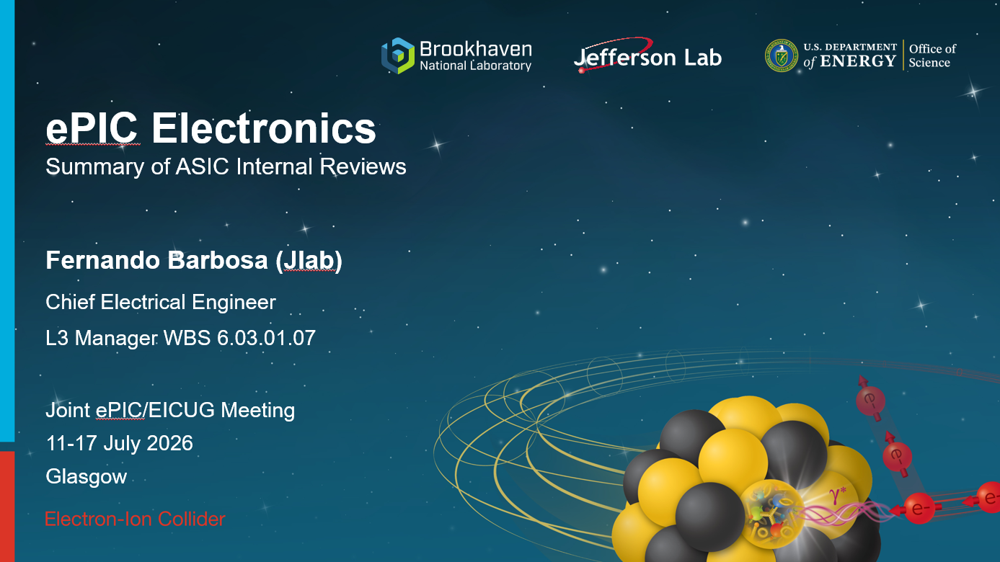 Brookhaven
National Laboratory
Jefferson Lab
U.S. DEPARTMENT
of ENERGY
Office of
Science
ePIC Electronics
Summary of ASIC Internal Reviews
Fernando Barbosa (Jlab)
Chief Electrical Engineer
L3 Manager WBS 6.03.01.07
Joint ePIC/EICUG Meeting
11-17 July 2026
Glasgow
Electron-Ion Collider
e-
e-
γ*
e-
e-